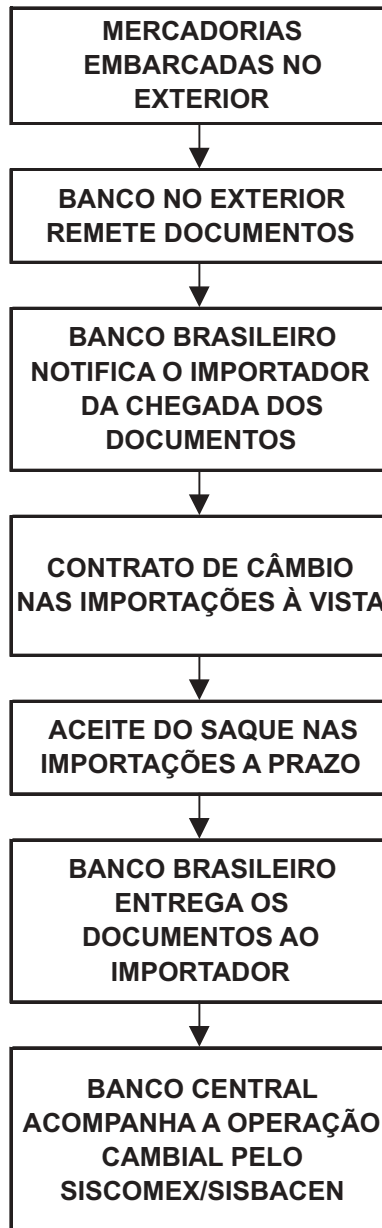 MERCADORIAS
EMBARCADAS NO
EXTERIOR
BANCO NO EXTERIOR
REMETE DOCUMENTOS
BANCO BRASILEIRO
NOTIFICA O IMPORTADOR
DA CHEGADA DOS
DOCUMENTOS
CONTRATO DE CÂMBIO
NAS IMPORTAÇÕES À VISTA
ACEITE DO SAQUE NAS
IMPORTAÇÕES A PRAZO
BANCO BRASILEIRO
ENTREGA OS
DOCUMENTOS AO
IMPORTADOR
BANCO CENTRAL
ACOMPANHA A OPERAÇÃO
CAMBIAL PELO
SISCOMEX/SISBACEN